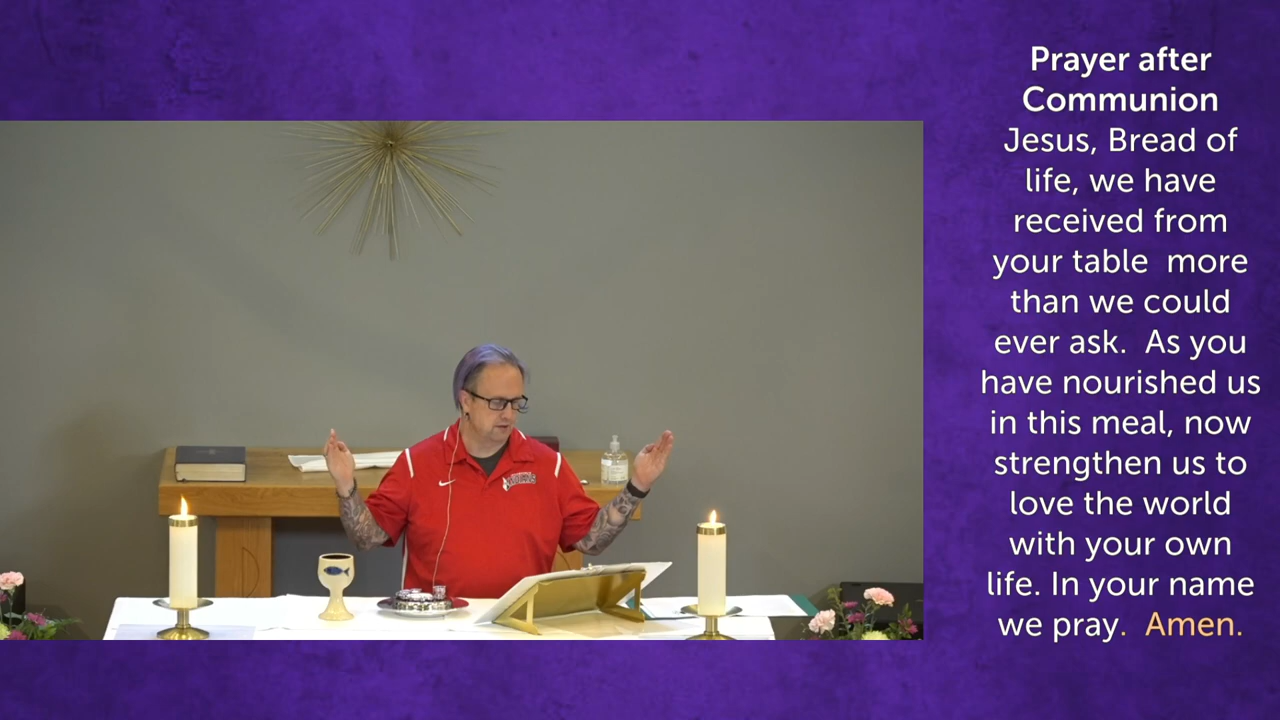 Prayer after
Communion
Jesus, Bread of
life, we have
received from
your table  more
than we could
ever ask.  As you
have nourished us
in this meal, now
strengthen us to
love the world
with your own
life. In your name
we pray.  Amen.